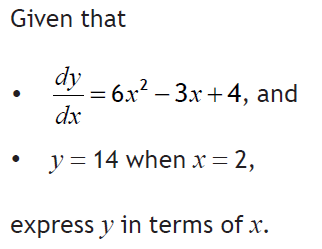 Given that
• dy/dx = 6x² − 3x + 4, and
• y = 14 when x = 2,
express y in terms of x.